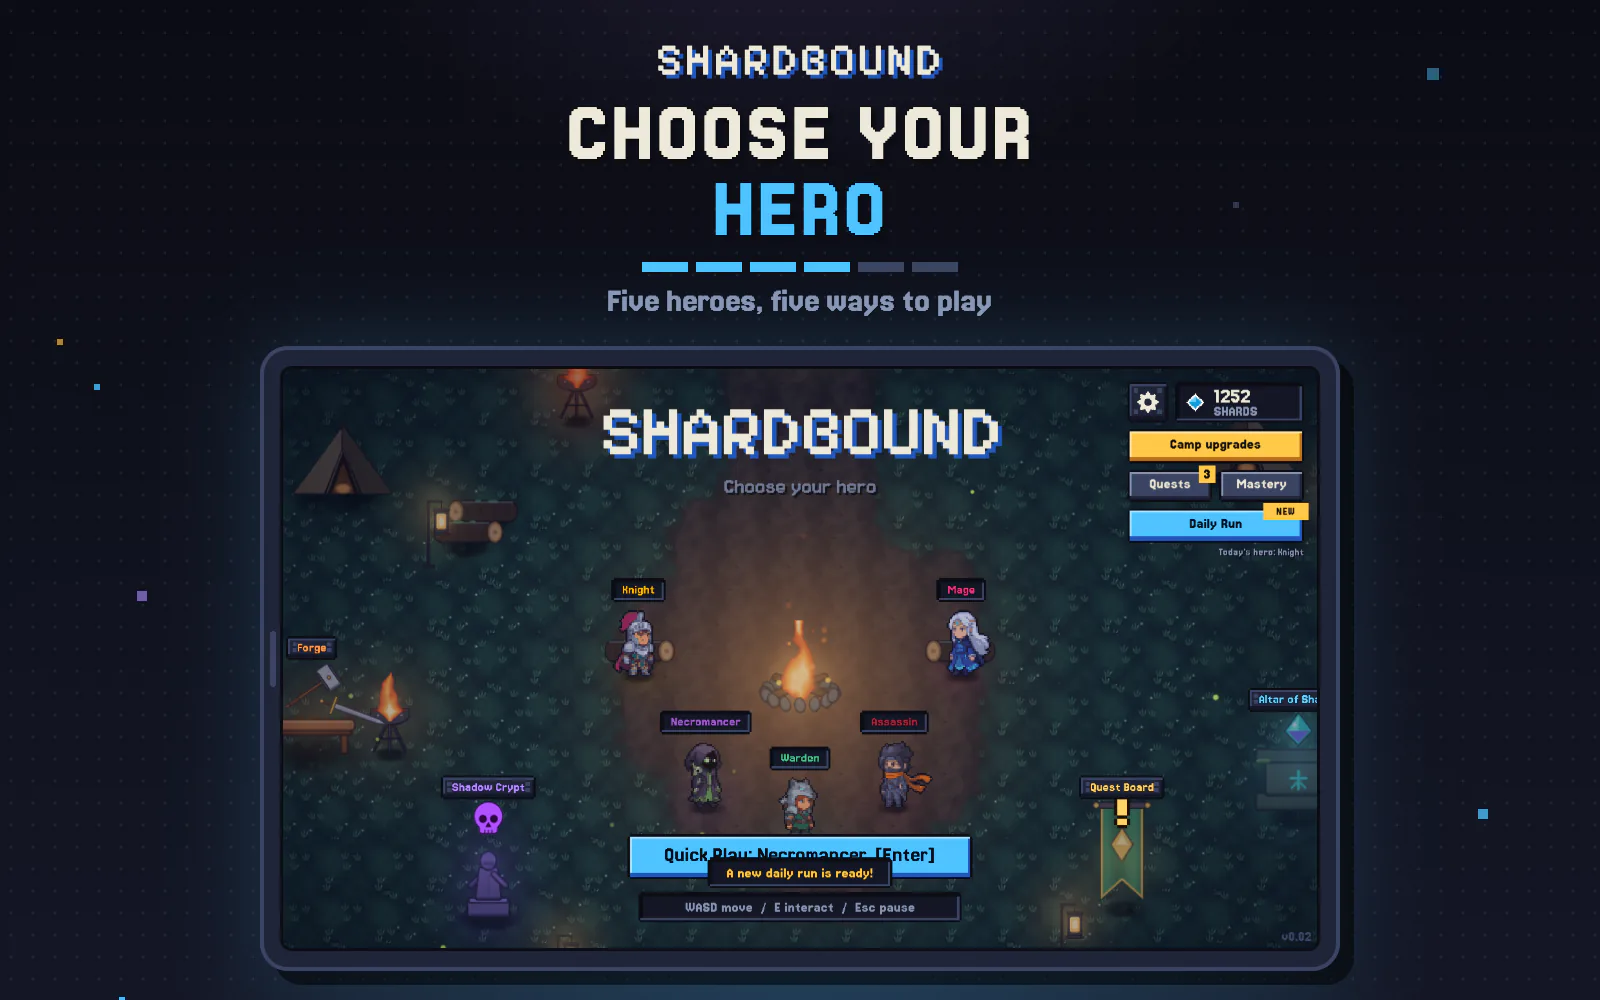 SHARDBOUND
CHOOSE YOUR
HERO
Five heroes, five ways to play
SHARDBOUND
Choose your hero
1252
SHARDS
Camp upgrades
Quests
3
Mastery
NEW
Daily Run
Today's hero: Knight
Knight
Mage
Forge
Necromancer
Assassin
Warden
Altar of Sha
Shadow Crypt
Quest Board
Quick Play: Necromancer [Enter]
A new daily run is ready!
WASD move / E interact / Esc pause
v0.02